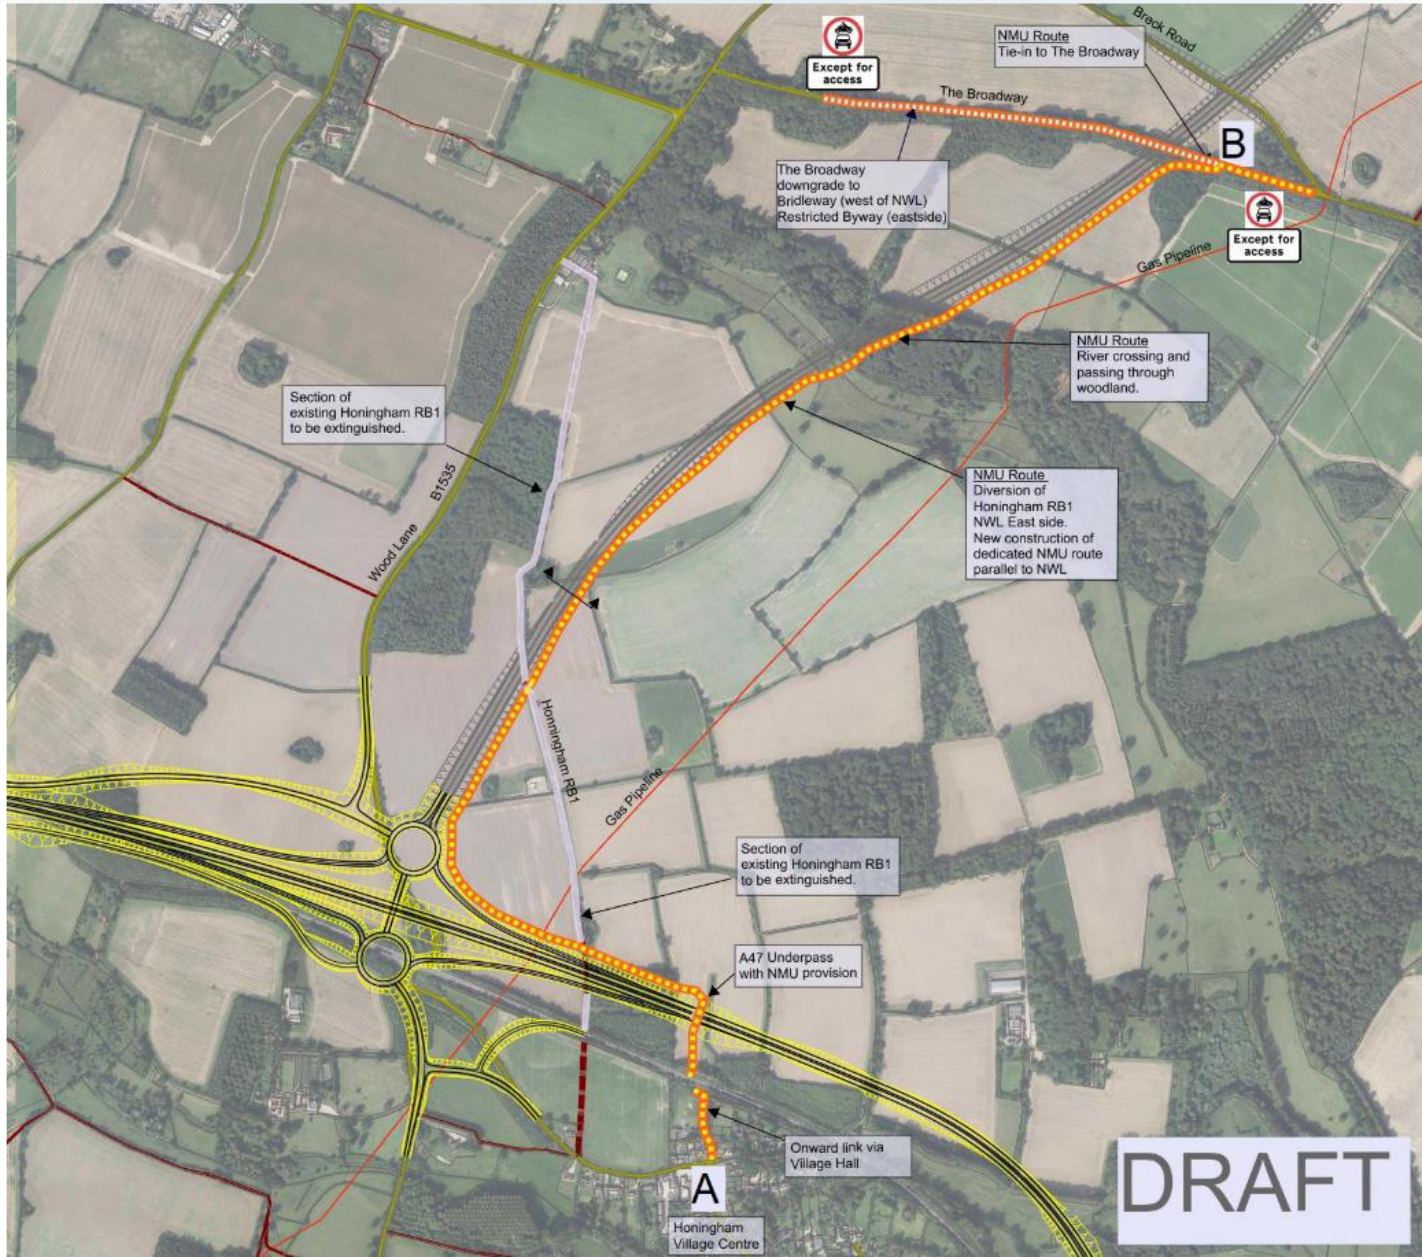 Breck Road
NMU Route
Tie-in to The Broadway
Except for
access
The Broadway
B
The Broadway
downgrade to
Bridleway (west of NWL)
Restricted Byway (eastside)
Except for
access
Gas Pipeline
NMU Route
River crossing and
passing through
woodland.
Section of
existing Honingham RB1
to be extinguished.
B1535
Wood Lane
NMU Route
Diversion of
Honingham RB1
NWL East side.
New construction of
dedicated NMU route
parallel to NWL
Honningham RB1
Gas Pipeline
Section of
existing Honingham RB1
to be extinguished.
A47 Underpass
with NMU provision
Onward link via
Village Hall
A
Honingham
Village Centre
DRAFT